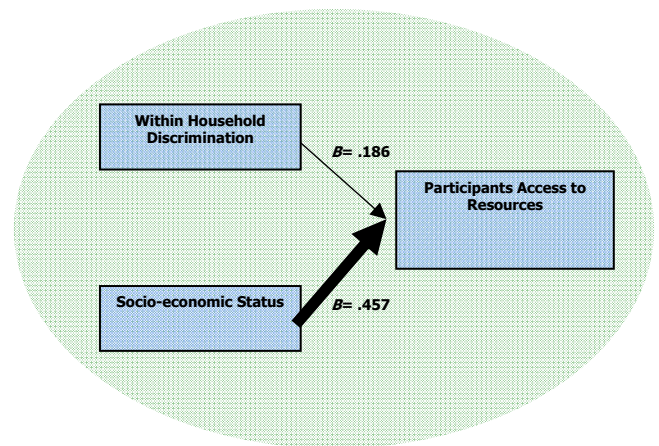 Within Household
Discrimination
B= .186
Participants Access to
Resources
Socio-economic Status
B= .457